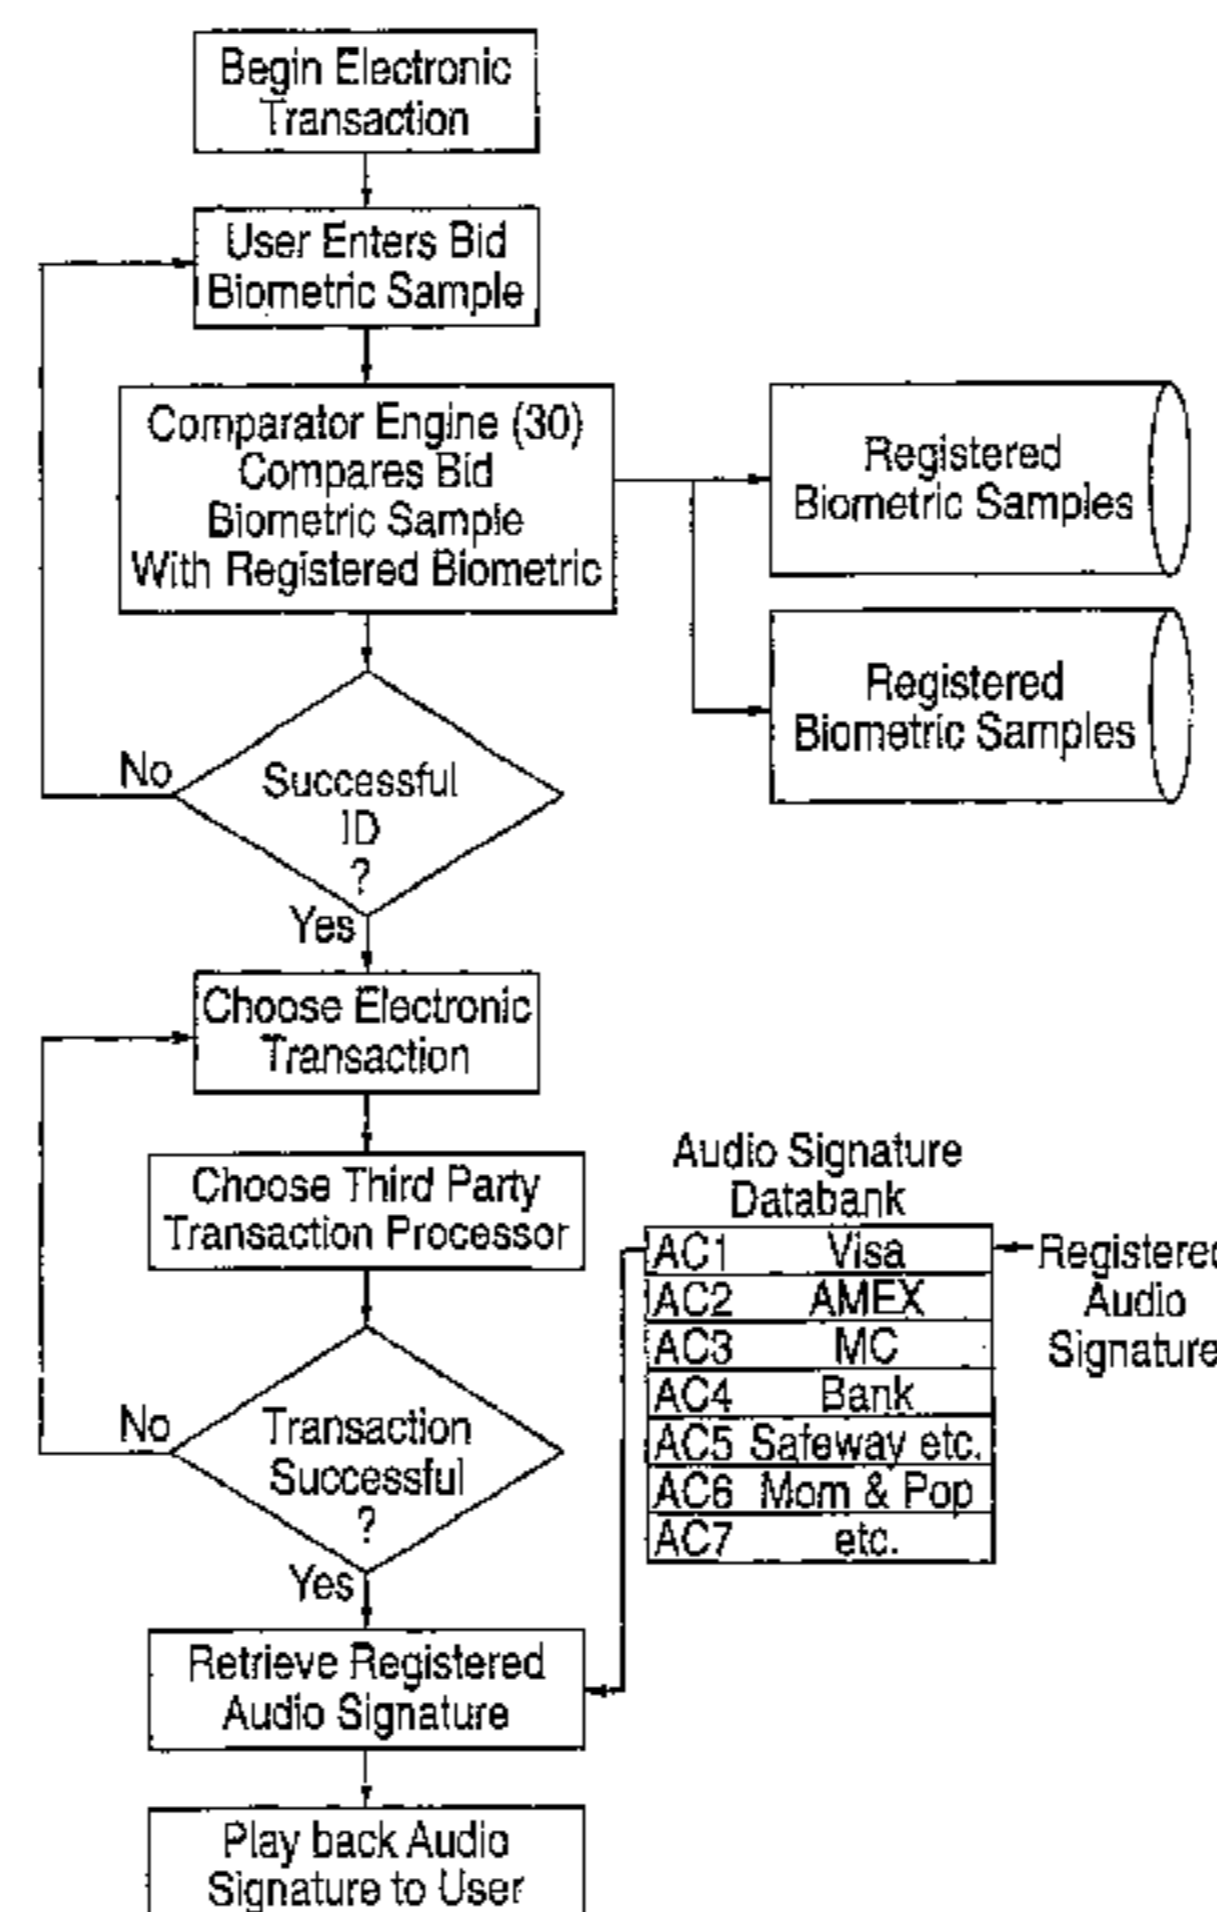 Begin Electronic
Transaction
User Enters Bid
Biometric Sample
Comparator Engine (30)
Compares Bid
Biometric Sample
With Registered Biometric
Registered
Biometric Samples
Registered
Biometric Samples
No
Successful
ID
?
Yes
Choose Electronic
Transaction
Choose Third Party
Transaction Processor
Audio Signature
Databank
AC1 Visa
AC2 AMEX
AC3 MC
AC4 Bank
AC5 Safeway etc.
AC6 Mom & Pop
AC7 etc.
Registered
Audio
Signature
No
Transaction
Successful
?
Yes
Retrieve Registered
Audio Signature
Play back Audio
Signature to User